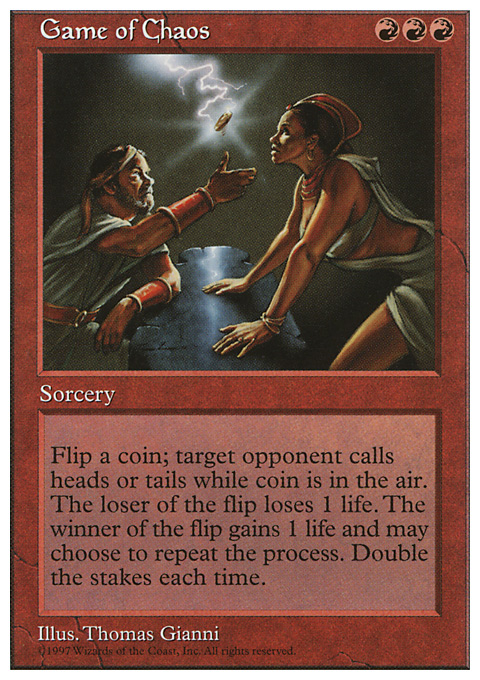 Game of Chaos
Sorcery
Flip a coin; target opponent calls
heads or tails while coin is in the air.
The loser of the flip loses 1 life. The
winner of the flip gains 1 life and may
choose to repeat the process. Double
the stakes each time.
Illus. Thomas Gianni
©1997 Wizards of the Coast, Inc. All rights reserved.